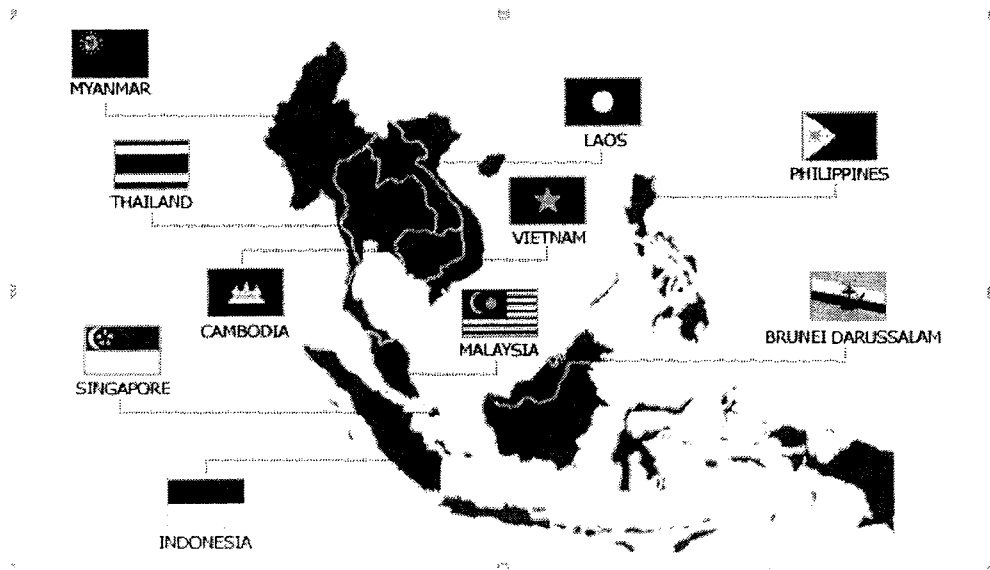 MYANMAR
LAOS
PHILIPPINES
THAILAND
VIETNAM
CAMBODIA
MALAYSIA
BRUNEI DARUSSALAM
SINGAPORE
INDONESIA